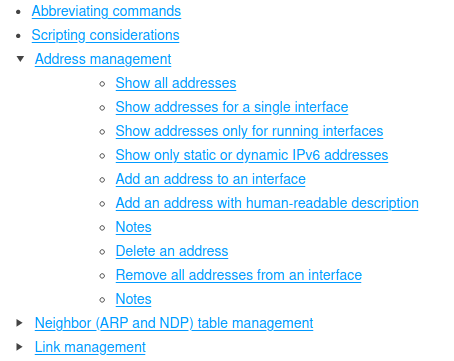 Abbreviating commands
Scripting considerations
Address management
Show all addresses
Show addresses for a single interface
Show addresses only for running interfaces
Show only static or dynamic IPv6 addresses
Add an address to an interface
Add an address with human-readable description
Notes
Delete an address
Remove all addresses from an interface
Notes
Neighbor (ARP and NDP) table management
Link management